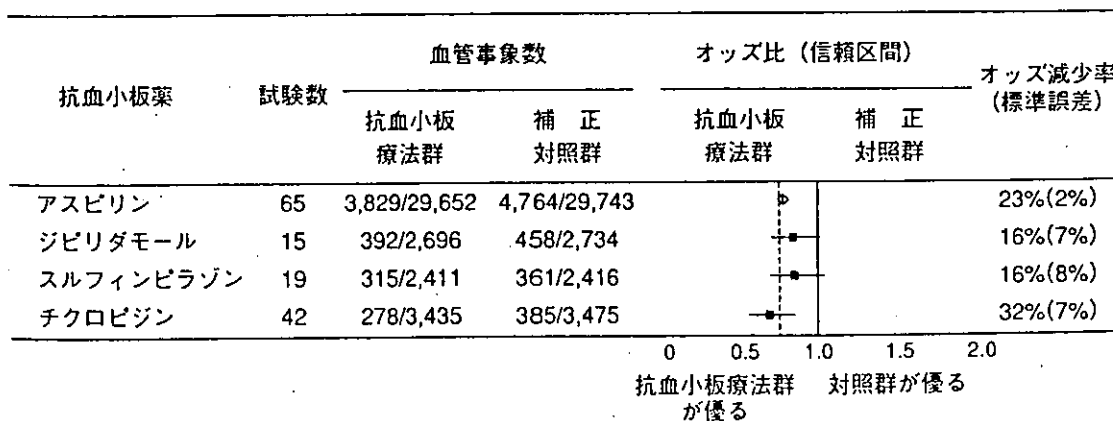 抗血小板薬 試験数 血管事象数 オッズ比(信頼区間) オッズ減少率(標準誤差)
抗血小板療法群 補正対照群 抗血小板療法群 補正対照群
アスピリン 65 3,829/29,652 4,764/29,743 23%(2%)
ジピリダモール 15 392/2,696 458/2,734 16%(7%)
スルフィンピラゾン 19 315/2,411 361/2,416 16%(8%)
チクロピジン 42 278/3,435 385/3,475 32%(7%)
0 0.5 1.0 1.5 2.0
抗血小板療法群が優る 対照群が優る